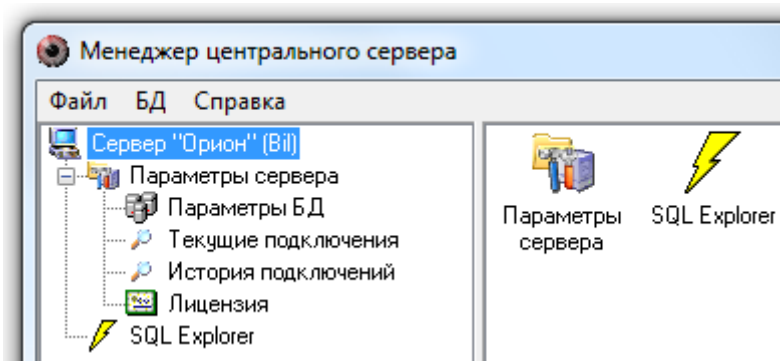 Менеджер центрального сервера
Файл БД Справка
Сервер "Орион" (Bil)
Параметры сервера
Параметры БД
Текущие подключения
История подключений
Лицензия
SQL Explorer
Параметры сервера
SQL Explorer